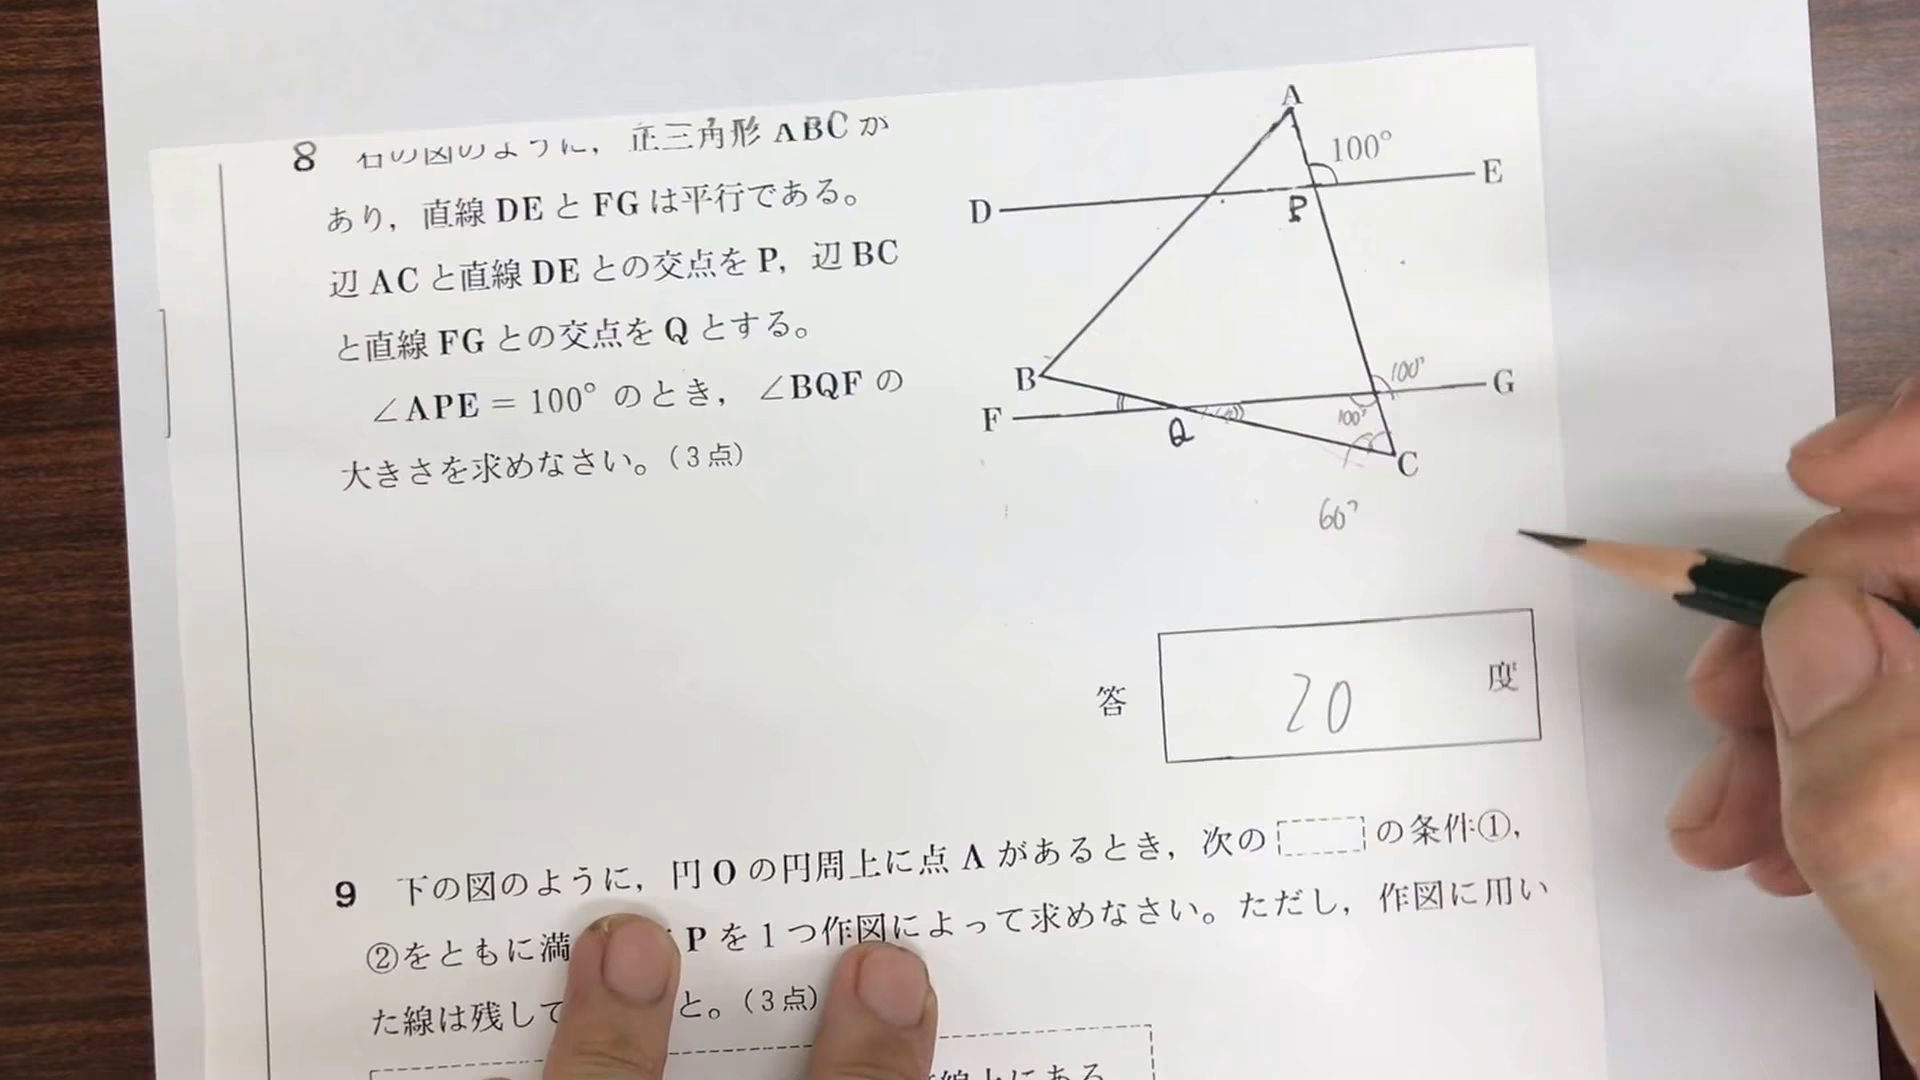 8 右の図のように，正三角形ABCが
あり，直線DEとFGは平行である。
辺ACと直線DEとの交点をP，辺BC
と直線FGとの交点をQとする。
∠APE＝100°のとき，∠BQFの
大きさを求めなさい。（3点）
A
100°
E
D
P
B
100°
G
F
100°
Q
C
60°
答
20
度
9 下の図のように，円Oの円周上に点Aがあるとき，次の の条件①，
②をともに満 Pを1つ作図によって求めなさい。ただし，作図に用い
た線は残して と。（3点）
線上にある